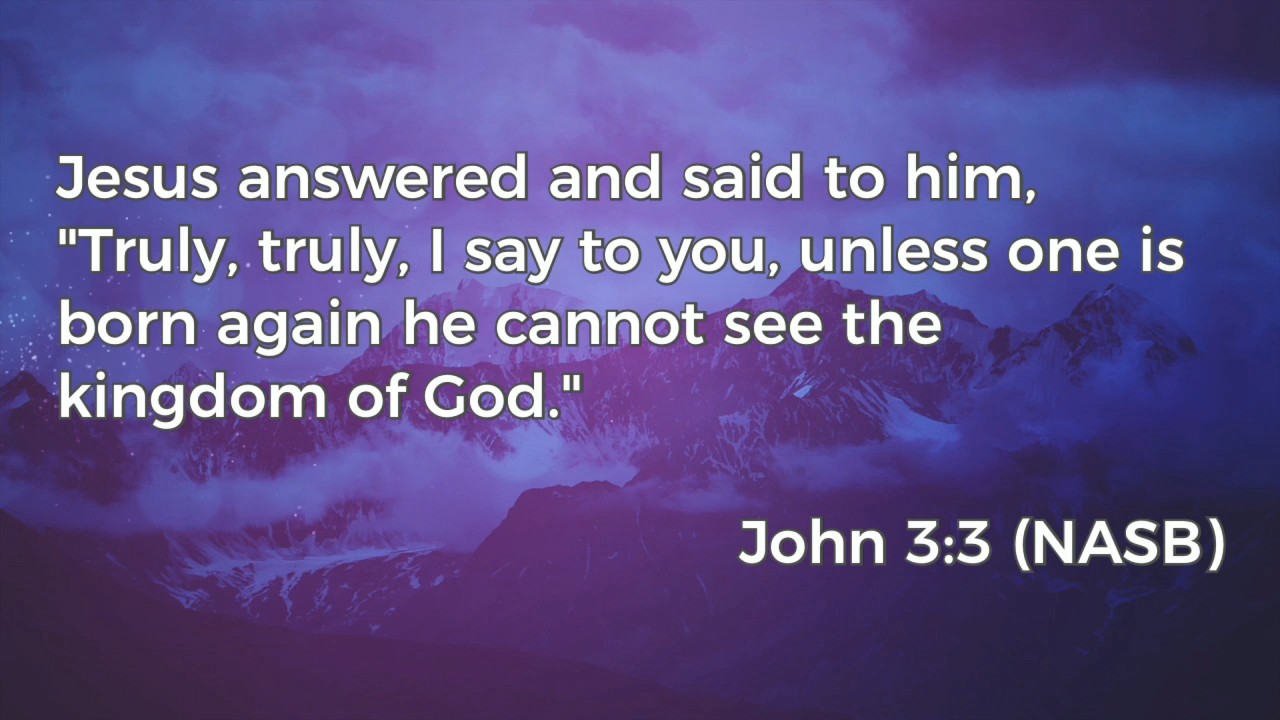 Jesus answered and said to him,
"Truly, truly, I say to you, unless one is
born again he cannot see the
kingdom of God."
John 3:3 (NASB)